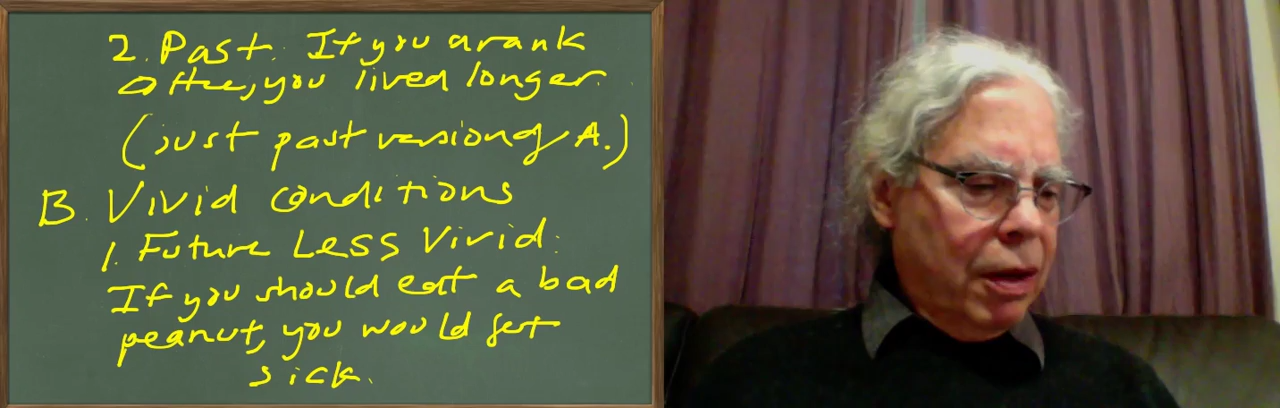 2. Past. If you drank
coffee, you lived longer.
(just past version of A.)
B. Vivid conditions
1. Future Less Vivid:
If you should eat a bad
peanut, you would get
sick.